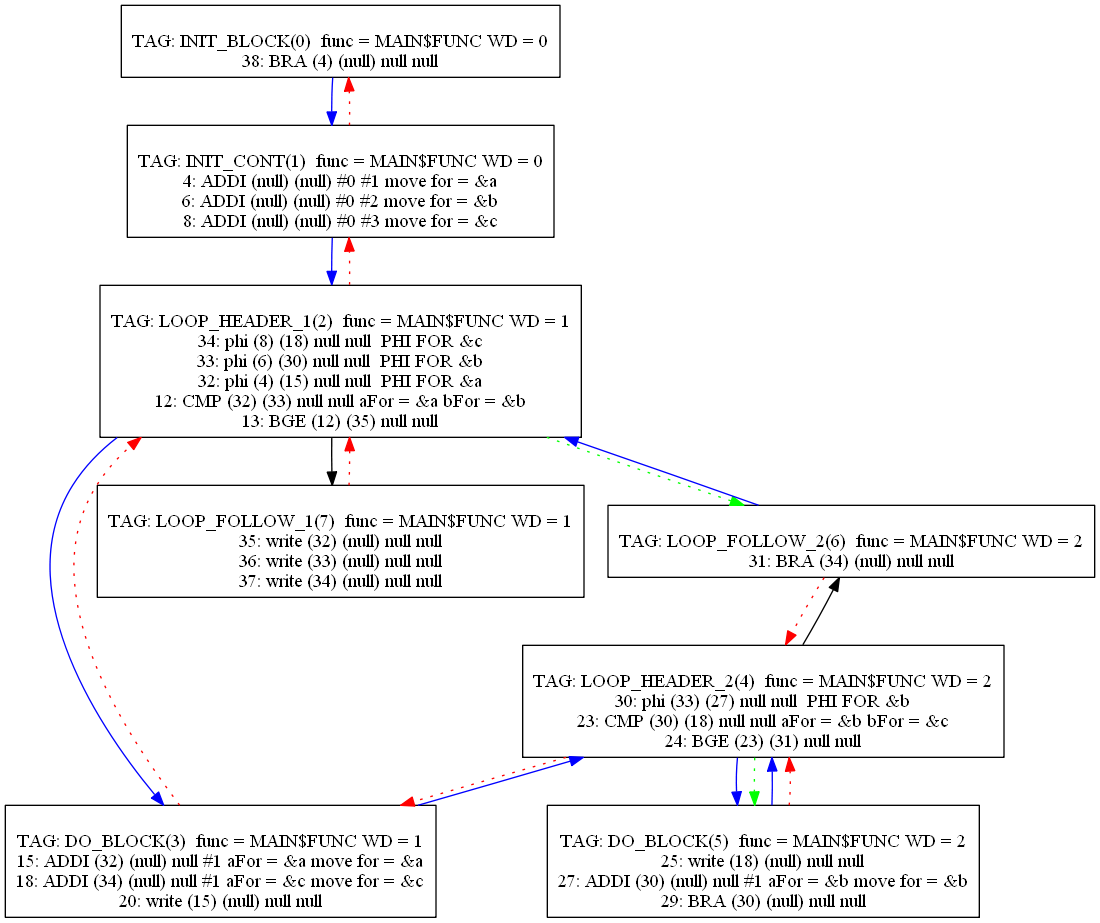 TAG: INIT_BLOCK(0)  func = MAIN$FUNC WD = 0
38: BRA (4) (null) null null
TAG: INIT_CONT(1)  func = MAIN$FUNC WD = 0
4: ADDI (null) (null) #0 #1 move for = &a
6: ADDI (null) (null) #0 #2 move for = &b
8: ADDI (null) (null) #0 #3 move for = &c
TAG: LOOP_HEADER_1(2)  func = MAIN$FUNC WD = 1
34: phi (8) (18) null null  PHI FOR &c
33: phi (6) (30) null null  PHI FOR &b
32: phi (4) (15) null null  PHI FOR &a
12: CMP (32) (33) null null aFor = &a bFor = &b
13: BGE (12) (35) null null
TAG: LOOP_FOLLOW_1(7)  func = MAIN$FUNC WD = 1
35: write (32) (null) null null
36: write (33) (null) null null
37: write (34) (null) null null
TAG: LOOP_FOLLOW_2(6)  func = MAIN$FUNC WD = 2
31: BRA (34) (null) null null
TAG: LOOP_HEADER_2(4)  func = MAIN$FUNC WD = 2
30: phi (33) (27) null null  PHI FOR &b
23: CMP (30) (18) null null aFor = &b bFor = &c
24: BGE (23) (31) null null
TAG: DO_BLOCK(3)  func = MAIN$FUNC WD = 1
15: ADDI (32) (null) null #1 aFor = &a move for = &a
18: ADDI (34) (null) null #1 aFor = &c move for = &c
20: write (15) (null) null null
TAG: DO_BLOCK(5)  func = MAIN$FUNC WD = 2
25: write (18) (null) null null
27: ADDI (30) (null) null #1 aFor = &b move for = &b
29: BRA (30) (null) null null